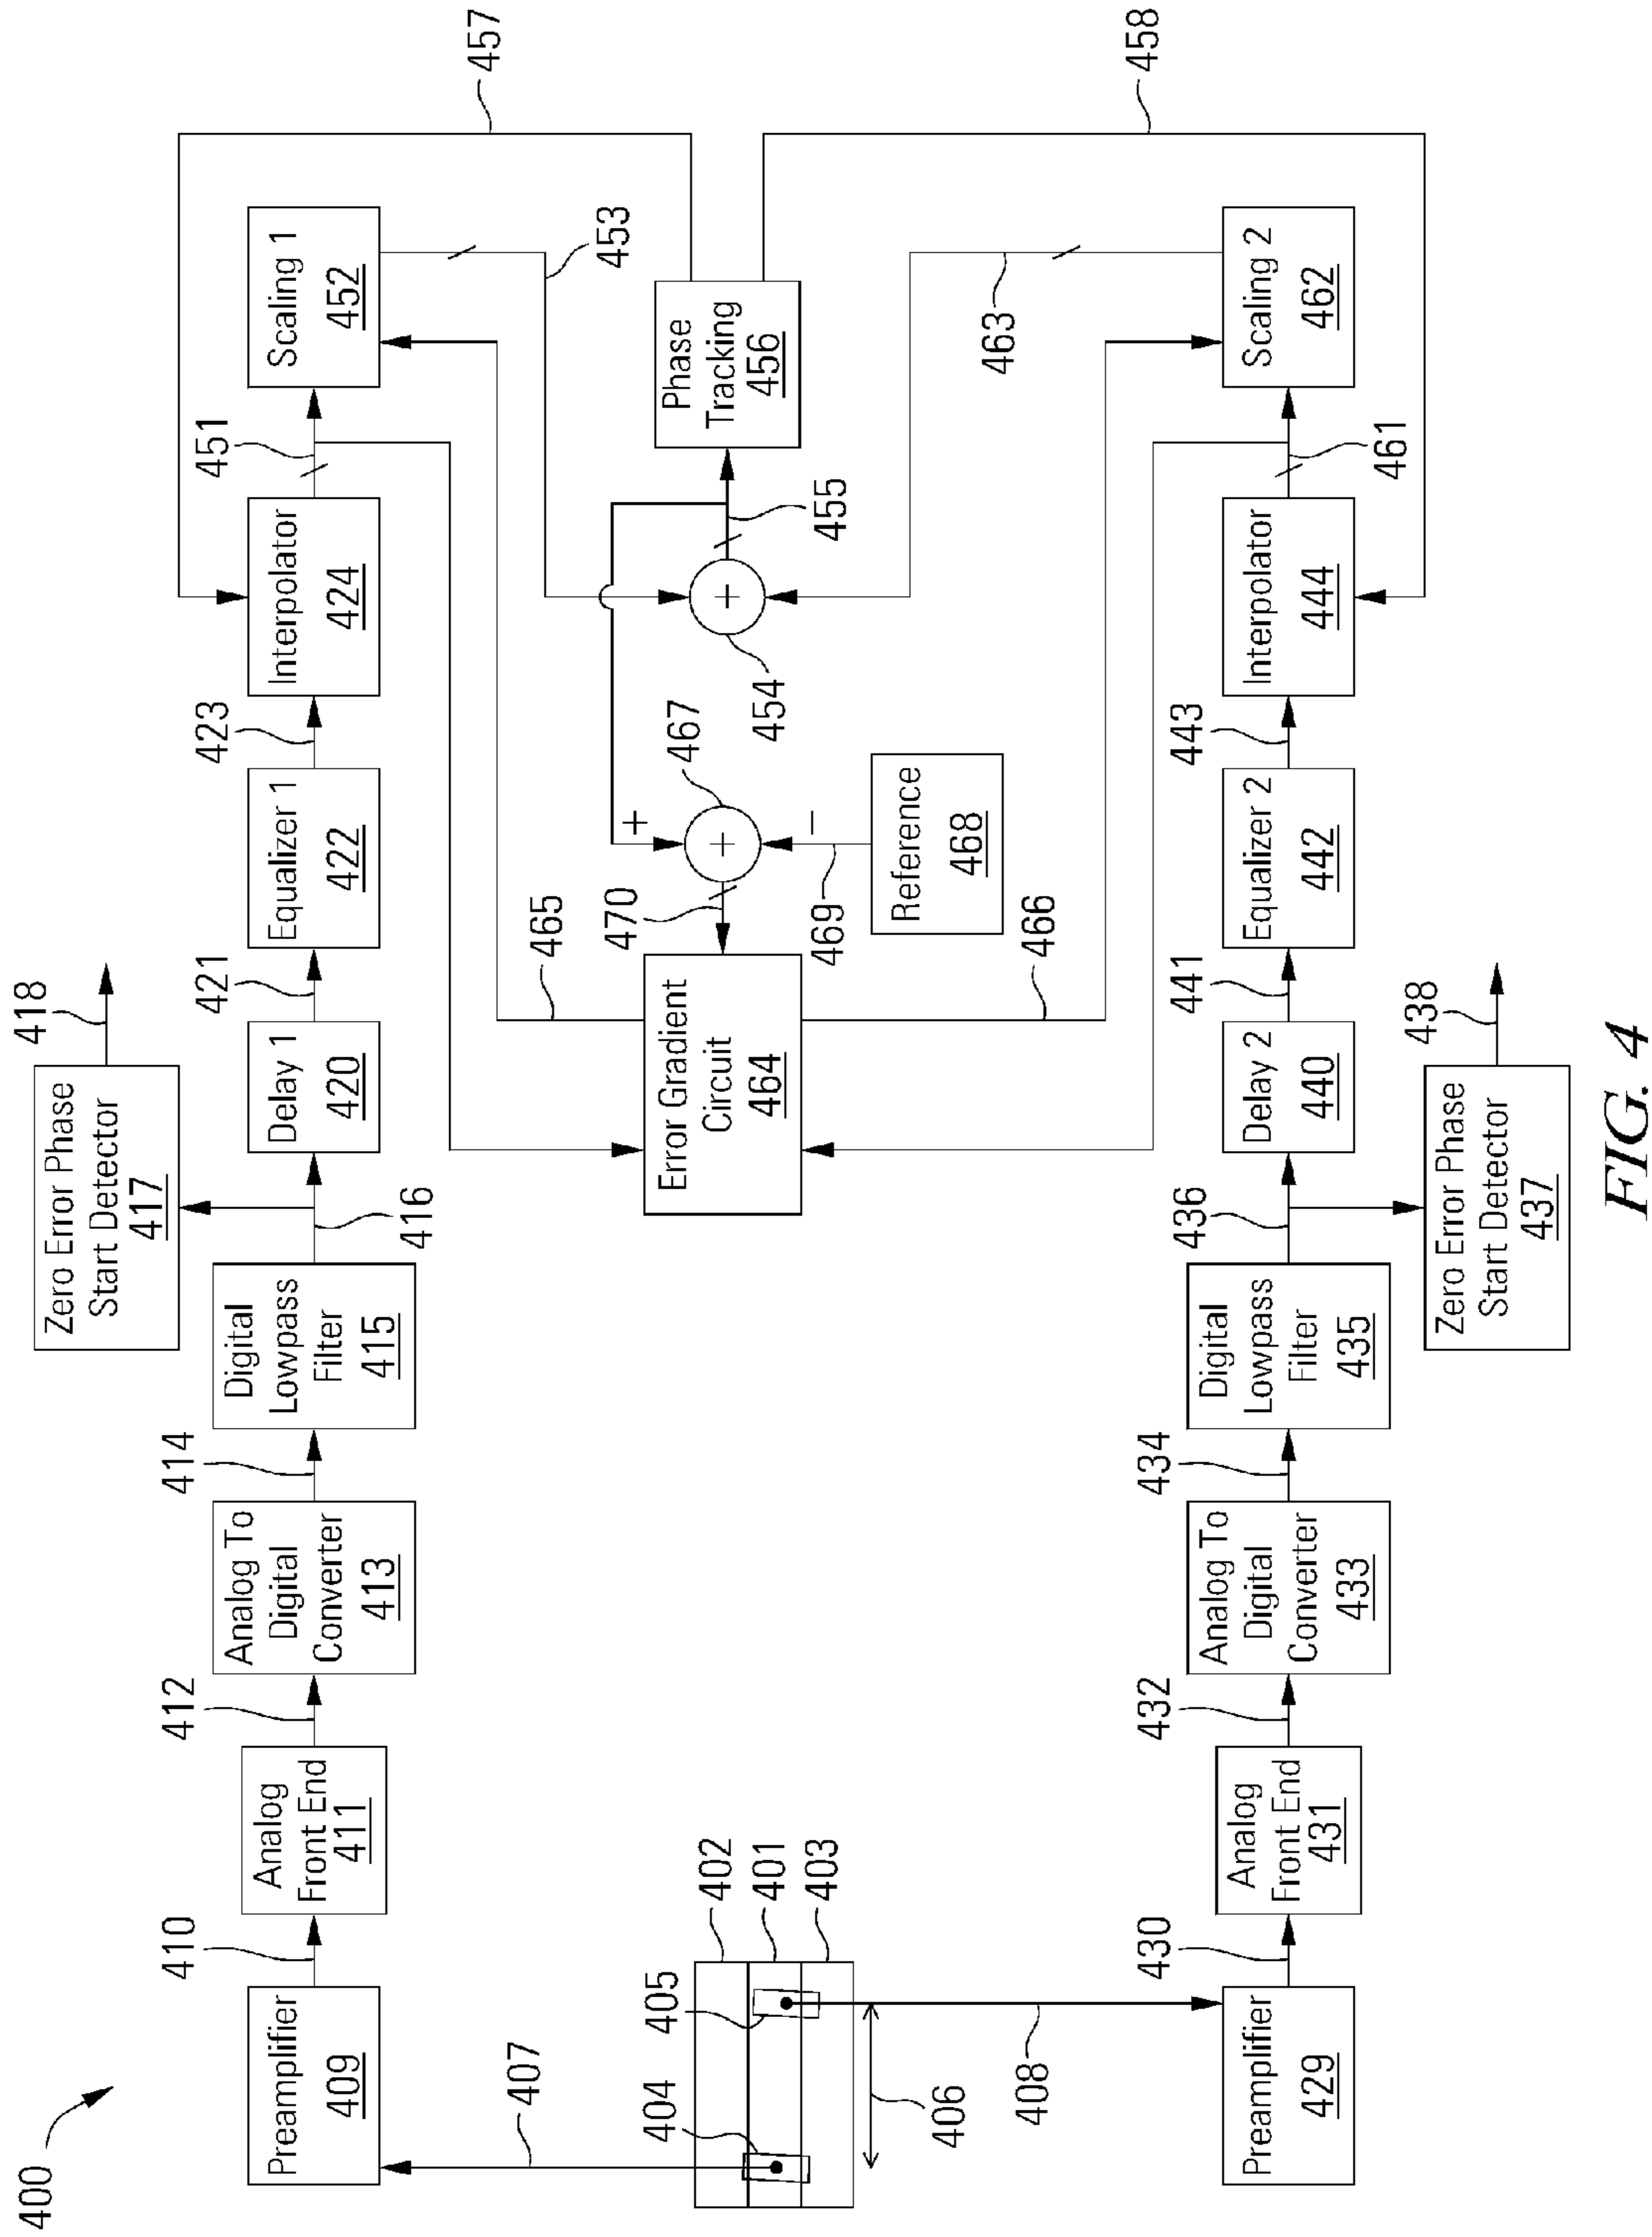 400
418
Zero Error Phase
Start Detector
417
410
412
414
416
421
423
451
457
Preamplifier
409
Analog
Front End
411
Analog To
Digital
Converter
413
Digital
Lowpass
Filter
415
Delay 1
420
Equalizer 1
422
Interpolator
424
Scaling 1
452
407
465
453
402
401
403
404
405
406
408
Error Gradient
Circuit
464
470
+
+
467
−
469
Reference
468
+
454
455
Phase
Tracking
456
466
463
430
432
434
436
441
443
461
458
Preamplifier
429
Analog
Front End
431
Analog To
Digital
Converter
433
Digital
Lowpass
Filter
435
Delay 2
440
Equalizer 2
442
Interpolator
444
Scaling 2
462
Zero Error Phase
Start Detector
437
438
FIG. 4